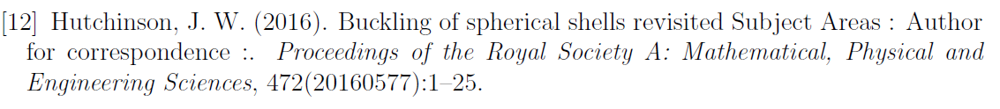 [12] Hutchinson, J. W. (2016). Buckling of spherical shells revisited Subject Areas : Author
for correspondence :. Proceedings of the Royal Society A: Mathematical, Physical and
Engineering Sciences, 472(20160577):1–25.